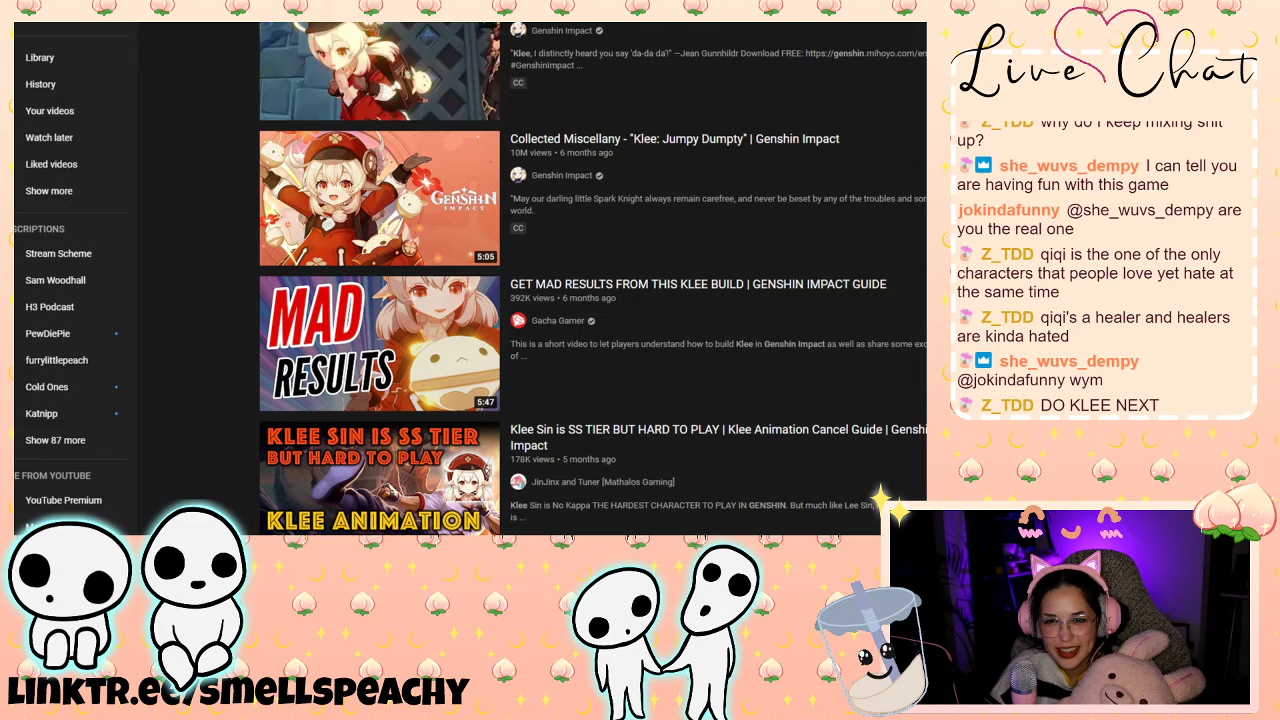 Library
History
Your videos
Watch later
Liked videos
Show more
SCRIPTIONS
Stream Scheme
Sam Woodhall
H3 Podcast
PewDiePie
furrylittlepeach
Cold Ones
Katnipp
Show 87 more
E FROM YOUTUBE
YouTube Premium
Genshin Impact
"Klee, I distinctly heard you say 'da-da da'!" —Jean Gunnhildr Download FREE: https://genshin.mihoyo.com/en
#GenshinImpact ...
CC
GENSHIN
IMPACT
5:05
Collected Miscellany - "Klee: Jumpy Dumpty" | Genshin Impact
10M views • 6 months ago
Genshin Impact
"May our darling little Spark Knight always remain carefree, and never be beset by any of the troubles and sor
world.
CC
MAD
RESULTS
5:47
GET MAD RESULTS FROM THIS KLEE BUILD | GENSHIN IMPACT GUIDE
392K views • 6 months ago
Gacha Gamer
This is a short video to let players understand how to build Klee in Genshin Impact as well as share some exc
of ...
KLEE SIN IS SS TIER
BUT HARD TO PLAY
KLEE ANIMATION
Klee Sin is SS TIER BUT HARD TO PLAY | Klee Animation Cancel Guide | Genshi
Impact
178K views • 5 months ago
JinJinx and Tuner [Mathalos Gaming]
Klee Sin is No Kappa THE HARDEST CHARACTER TO PLAY IN GENSHIN. But much like Lee Sin,
is ...
Live Chat
Z_TDD why do I keep mixing shit
up?
she_wuvs_dempy I can tell you
are having fun with this game
jokindafunny @she_wuvs_dempy are
you the real one
Z_TDD qiqi is the one of the only
characters that people love yet hate at
the same time
Z_TDD qiqi's a healer and healers
are kinda hated
she_wuvs_dempy
@jokindafunny wym
Z_TDD DO KLEE NEXT
LINKTR.EE/SMELLSPEACHY